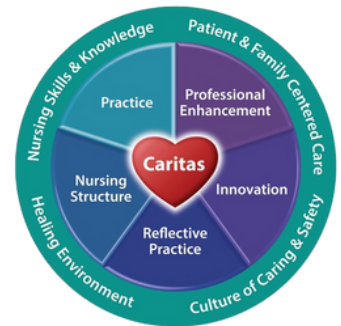 Nursing Skills & Knowledge
Patient & Family Centered Care
Practice
Professional
Enhancement
Caritas
Nursing
Structure
Innovation
Reflective
Practice
Healing Environment
Culture of Caring & Safety